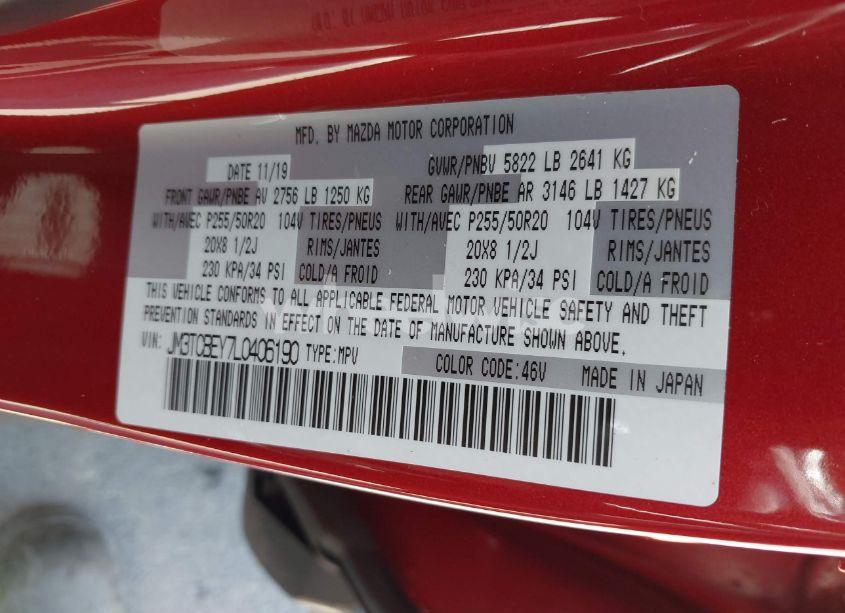 MFD. BY MAZDA MOTOR CORPORATION
DATE 11/19 GVWR/PNBV 5822 LB 2641 KG
FRONT GAWR/PNBE AV 2756 LB 1250 KG REAR GAWR/PNBE AR 3146 LB 1427 KG
WITH/AVEC P255/50R20 104V TIRES/PNEUS WITH/AVEC P255/50R20 104V TIRES/PNEUS
20X8 1/2J RIMS/JANTES 20X8 1/2J RIMS/JANTES
230 KPA/34 PSI COLD/A FROID 230 KPA/34 PSI COLD/A FROID
THIS VEHICLE CONFORMS TO ALL APPLICABLE FEDERAL MOTOR VEHICLE SAFETY AND THEFT
PREVENTION STANDARDS IN EFFECT ON THE DATE OF MANUFACTURE SHOWN ABOVE.
VIN: JM3TCBEY7L0406190 TYPE:MPV
COLOR CODE:46V MADE IN JAPAN